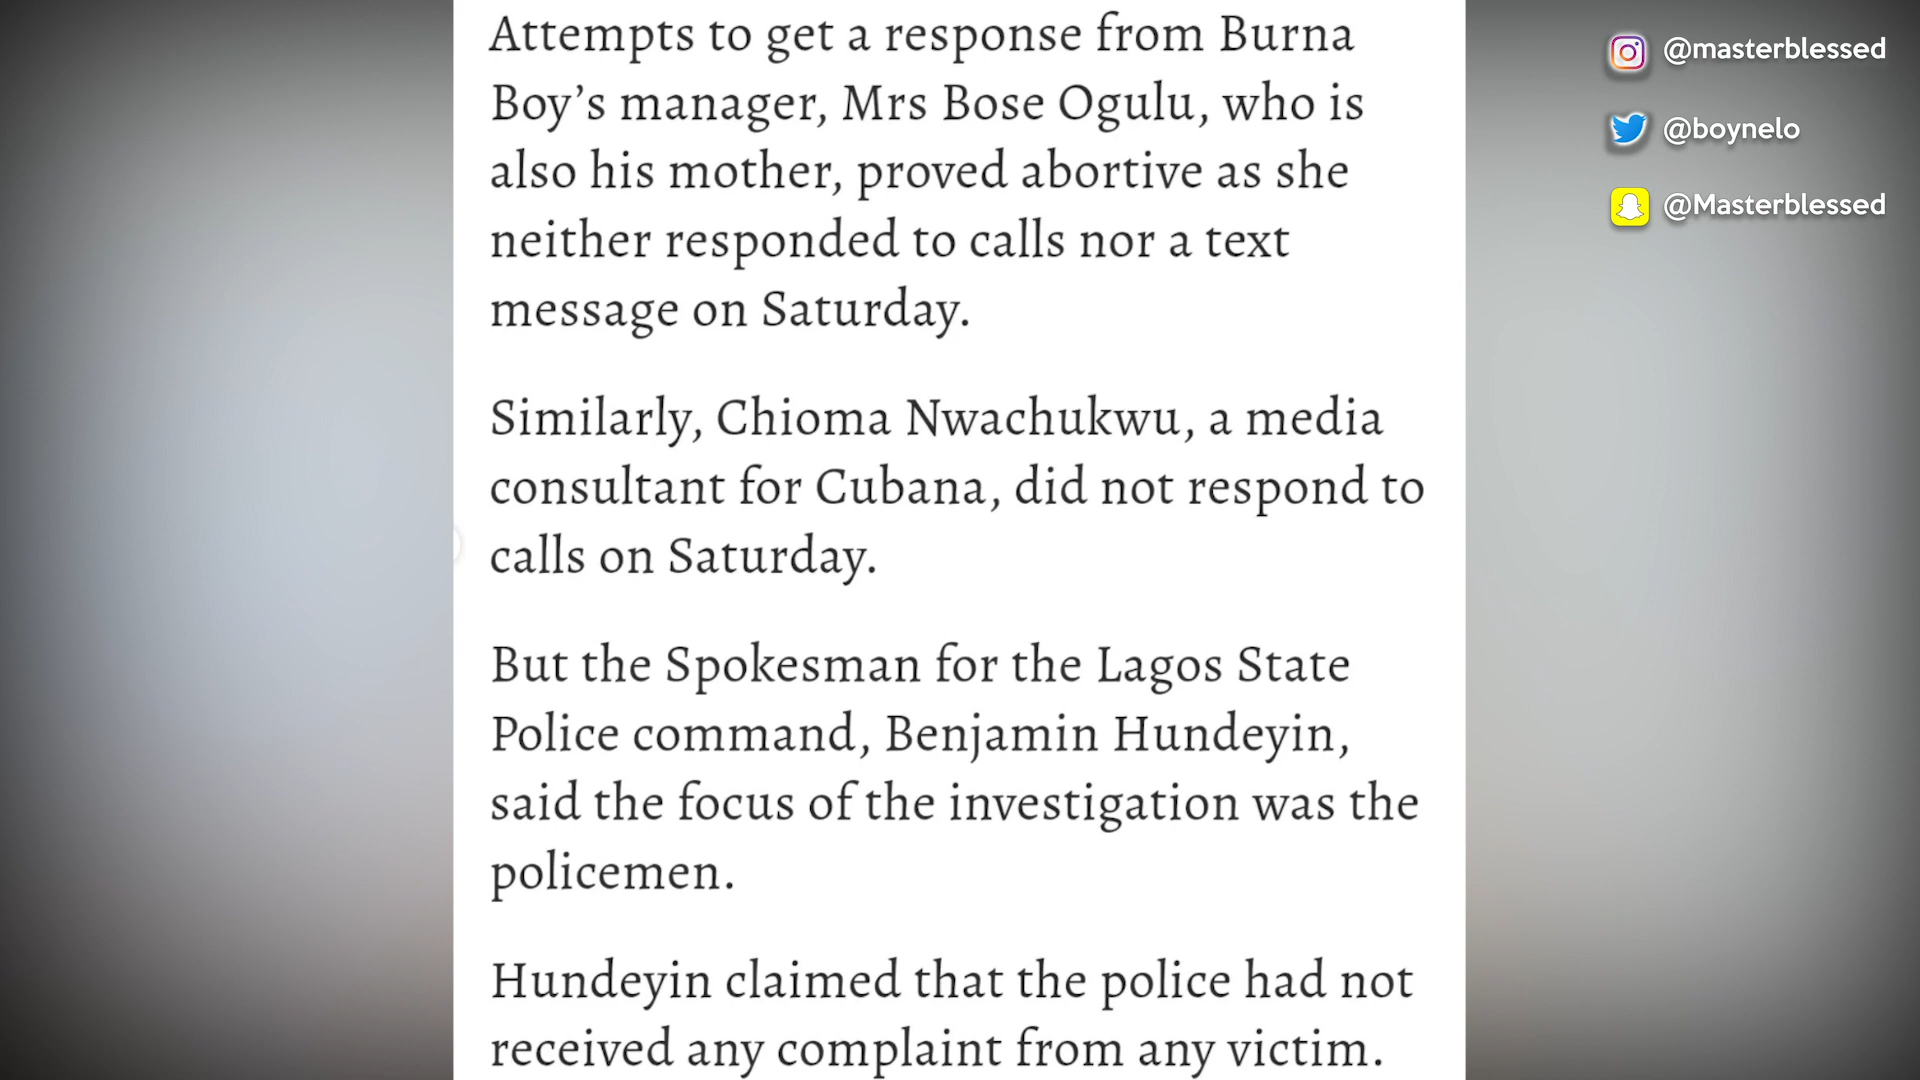 Attempts to get a response from Burna
Boy’s manager, Mrs Bose Ogulu, who is
also his mother, proved abortive as she
neither responded to calls nor a text
message on Saturday.
Similarly, Chioma Nwachukwu, a media
consultant for Cubana, did not respond to
calls on Saturday.
But the Spokesman for the Lagos State
Police command, Benjamin Hundeyin,
said the focus of the investigation was the
policemen.
Hundeyin claimed that the police had not
received any complaint from any victim.
@masterblessed
@boynelo
@Masterblessed